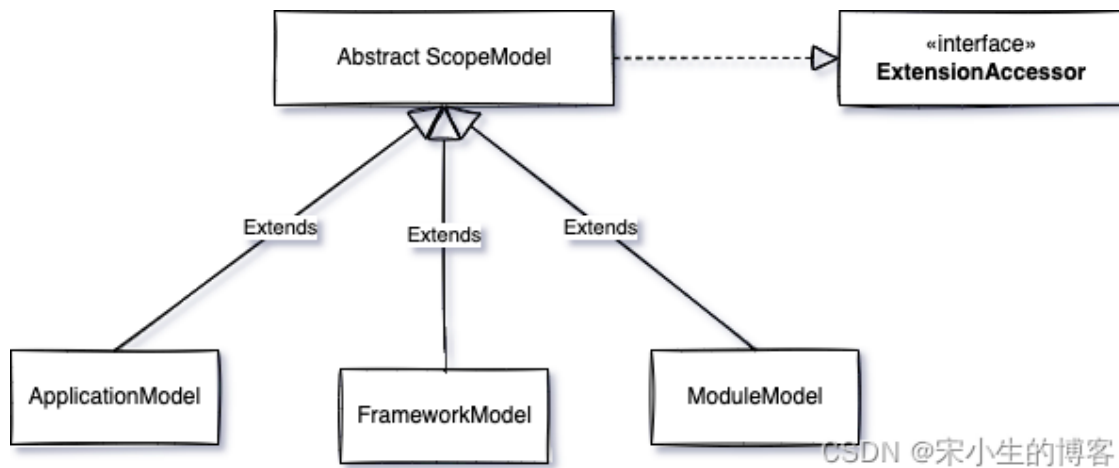 Abstract ScopeModel
«interface»
ExtensionAccessor
Extends
Extends
Extends
ApplicationModel
FrameworkModel
ModuleModel
CSDN @宋小生的博客